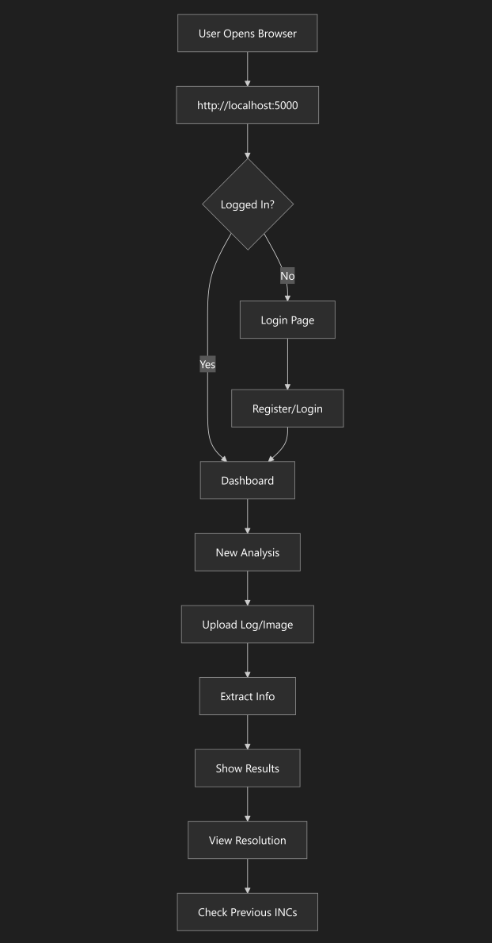 User Opens Browser
http://localhost:5000
Logged In?
No
Login Page
Yes
Register/Login
Dashboard
New Analysis
Upload Log/Image
Extract Info
Show Results
View Resolution
Check Previous INCs